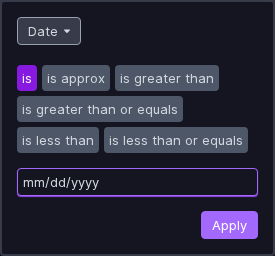 Date
is is approx is greater than
is greater than or equals
is less than is less than or equals
mm/dd/yyyy
Apply